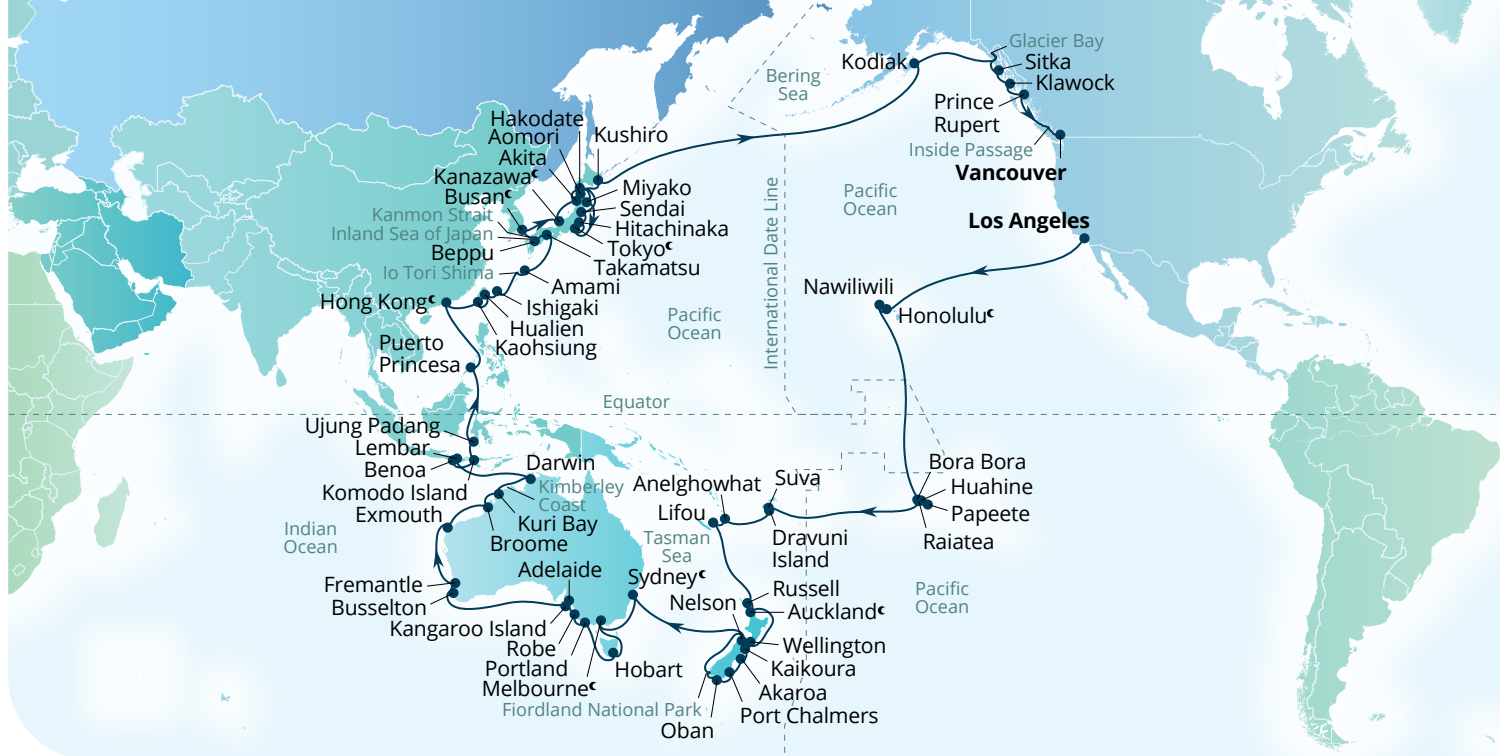 Glacier Bay
Kodiak
Sitka
Klawock
Bering
Sea
Prince
Rupert
Inside Passage
Vancouver
Hakodate
Aomori
Akita
Kushiro
Kanazawa
Busan
Kanmon Strait
Inland Sea of Japan
Beppu
Io Tori Shima
Miyako
Sendai
Hitachinaka
Tokyo
Takamatsu
Pacific
Ocean
Los Angeles
International Date Line
Amami
Ishigaki
Hualien
Kaohsiung
Hong Kong
Nawiliwili
Honolulu
Pacific
Ocean
Puerto
Princesa
Equator
Ujung Padang
Lembar
Benoa
Komodo Island
Exmouth
Darwin
Kimberley
Coast
Kuri Bay
Broome
Indian
Ocean
Anelghowhat
Lifou
Suva
Dravuni
Island
Tasman
Sea
Bora Bora
Huahine
Papeete
Raiatea
Fremantle
Busselton
Adelaide
Sydney
Kangaroo Island
Robe
Portland
Melbourne
Hobart
Nelson
Russell
Auckland
Pacific
Ocean
Wellington
Kaikoura
Akaroa
Port Chalmers
Fiordland National Park
Oban